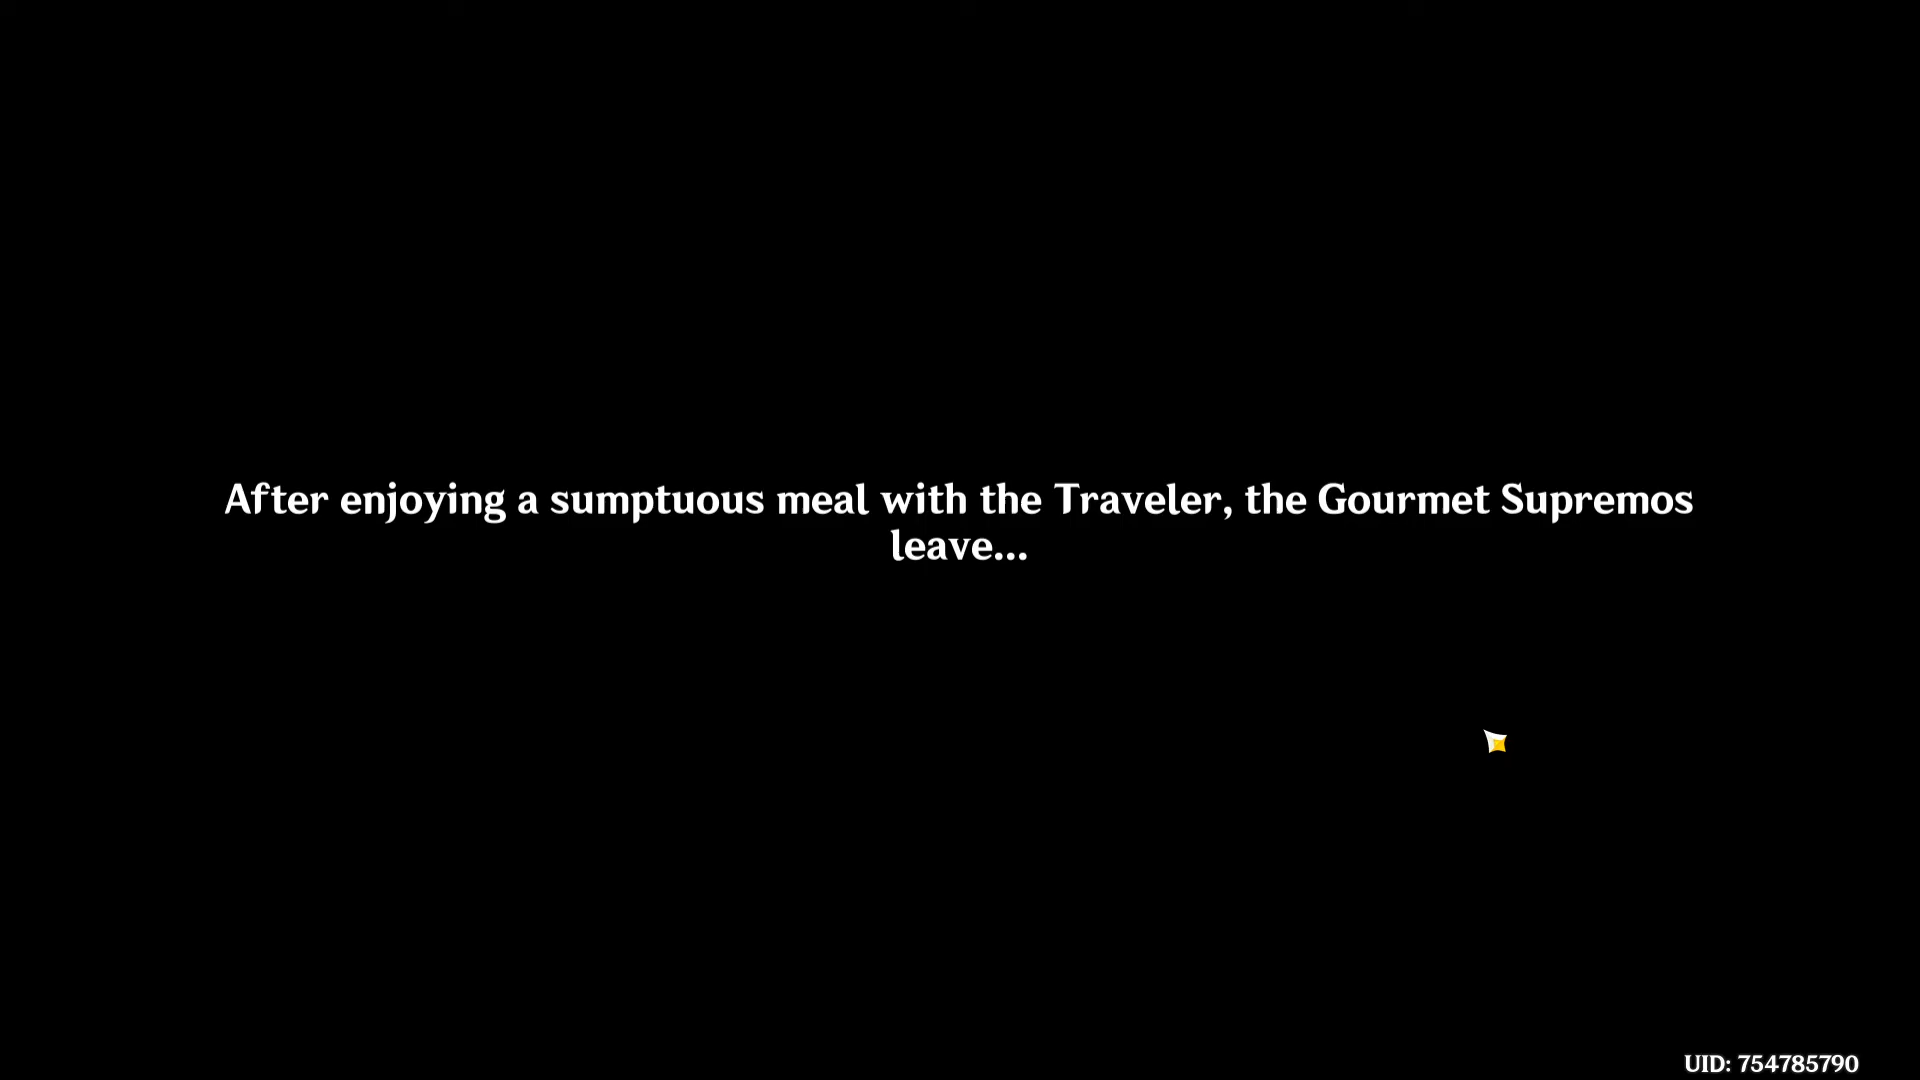 After enjoying a sumptuous meal with the Traveler, the Gourmet Supremos
leave...
UID: 754785790